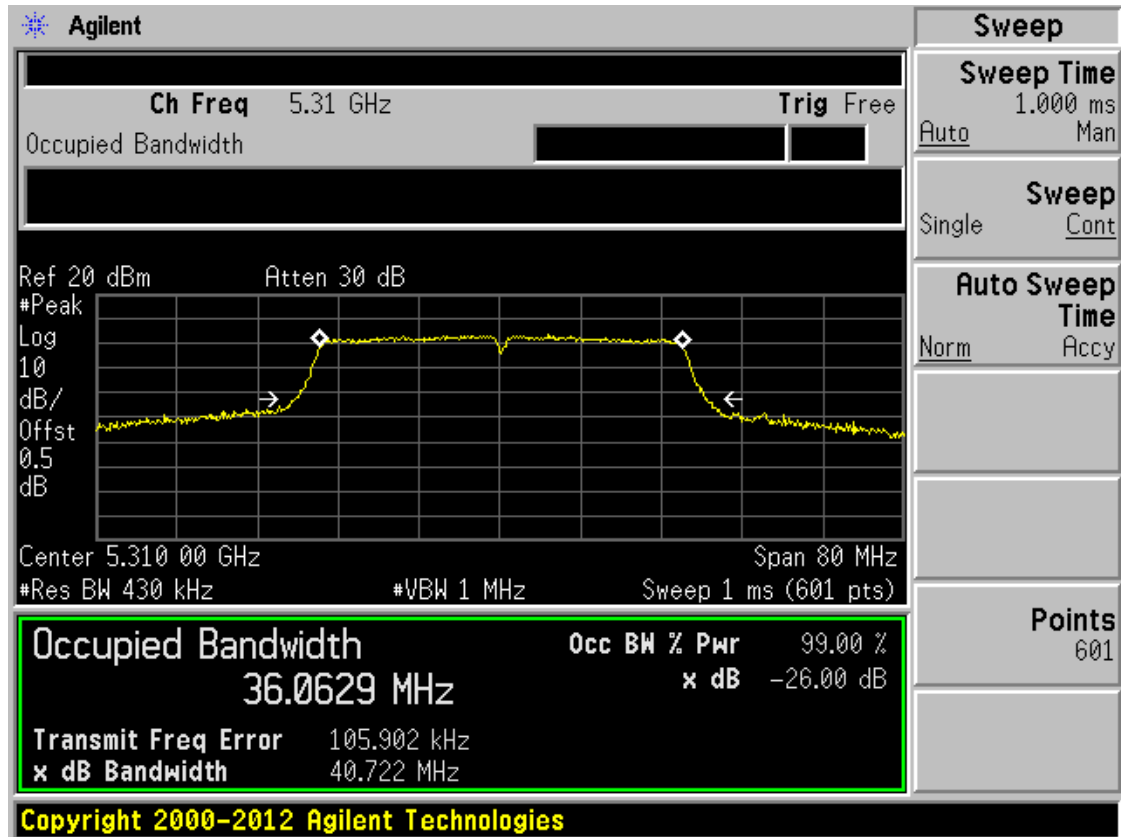 Agilent
Ch Freq 5.31 GHz Trig Free
Occupied Bandwidth
Ref 20 dBm Atten 30 dB
#Peak
Log
10
dB/
Offst
0.5
dB
Center 5.310 00 GHz Span 80 MHz
#Res BW 430 kHz #VBW 1 MHz Sweep 1 ms (601 pts)
Occupied Bandwidth
36.0629 MHz
Occ BW % Pwr 99.00 %
x dB -26.00 dB
Transmit Freq Error 105.902 kHz
x dB Bandwidth 40.722 MHz
Copyright 2000-2012 Agilent Technologies
Sweep
Sweep Time
1.000 ms
Auto Man
Sweep
Single Cont
Auto Sweep
Time
Norm Accy
Points
601